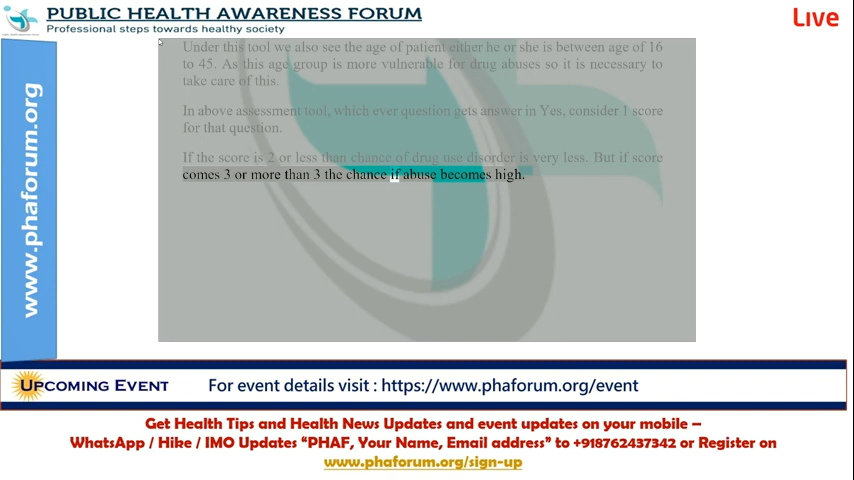 PUBLIC HEALTH AWARENESS FORUM
Professional steps towards healthy society
Live
www.phaforum.org
Under this tool we also see the age of patient either he or she is between age of 16
to 45. As this age group is more vulnerable for drug abuses so it is necessary to
take care of this.
In above assessment tool, which ever question gets answer in Yes, consider 1 score
for that question.
If the score is 2 or less than chance of drug use disorder is very less. But if score
comes 3 or more than 3 the chance if abuse becomes high.
UPCOMING EVENT
For event details visit : https://www.phaforum.org/event
Get Health Tips and Health News Updates and event updates on your mobile –
WhatsApp / Hike / IMO Updates “PHAF, Your Name, Email address” to +918762437342 or Register on
www.phaforum.org/sign-up